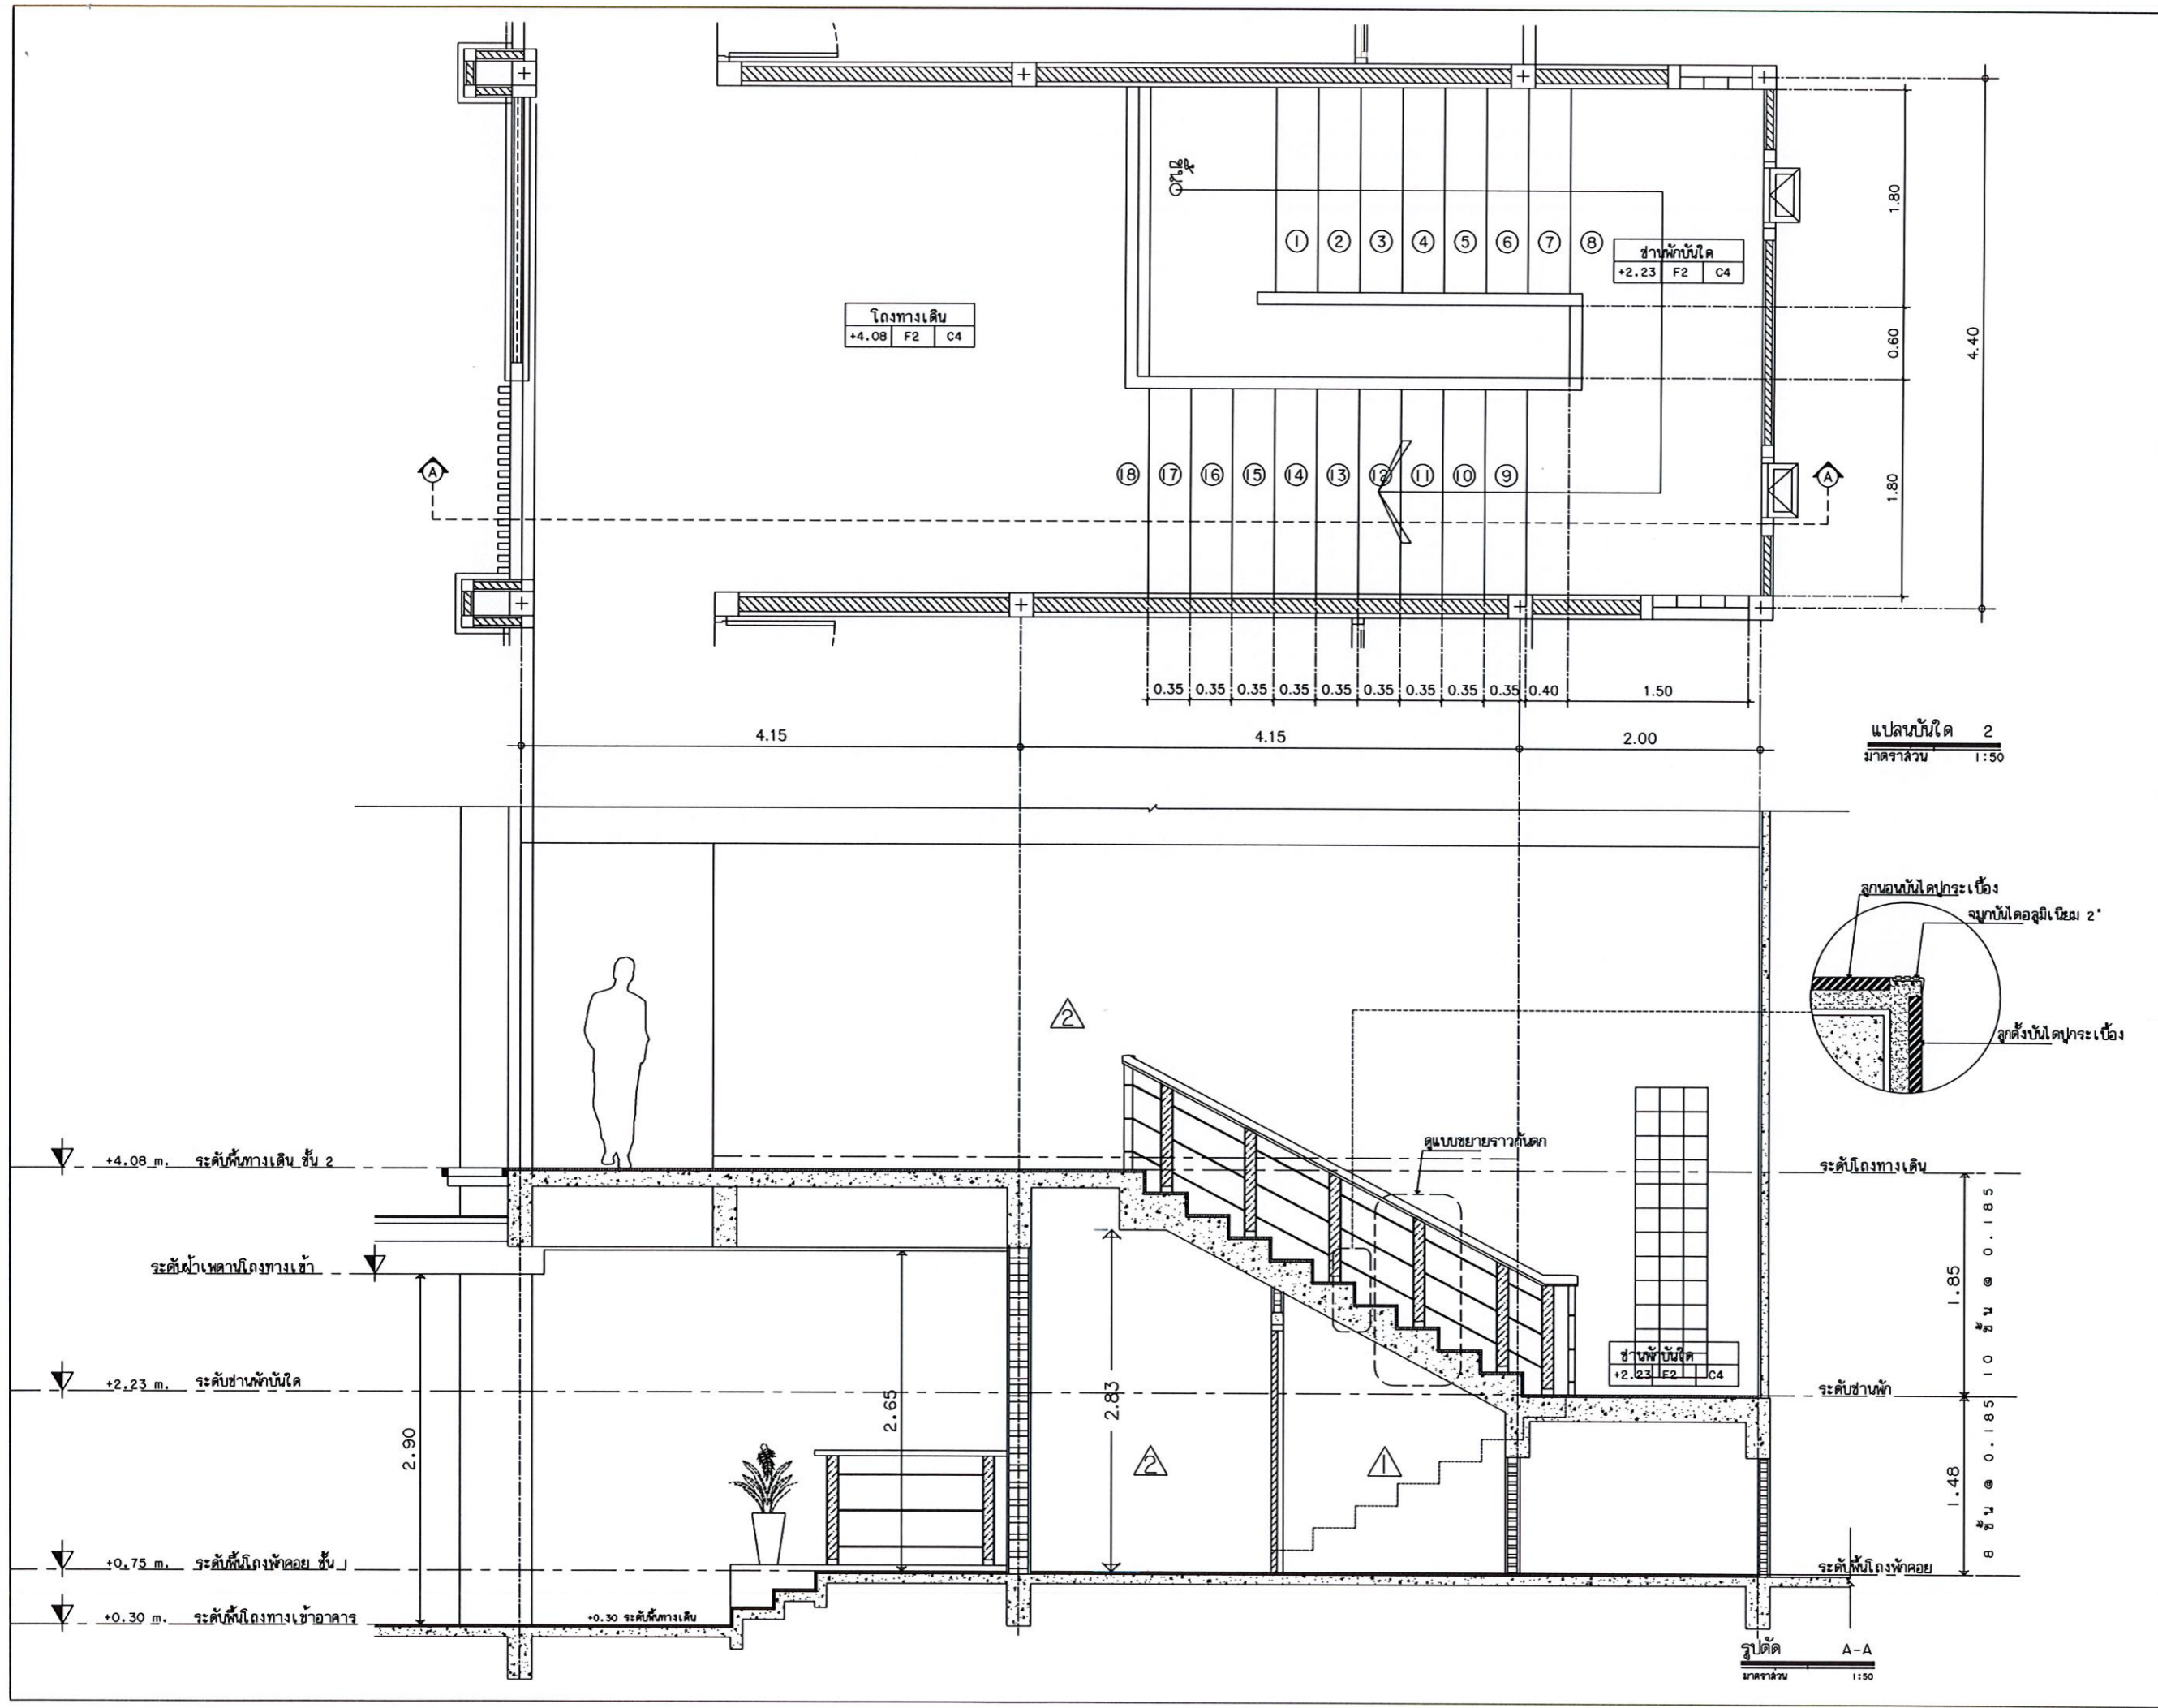 ขึ้น
1 2 3 4 5 6 7 8
ชานพักบันได
+2.23 F2 C4
โถงทางเดิน
+4.08 F2 C4
1.80
0.60
4.40
1.80
A
18 17 16 15 14 13 12 11 10 9
A
0.35 0.35 0.35 0.35 0.35 0.35 0.35 0.35 0.35 0.40 1.50
4.15 4.15 2.00
แปลนบันใด 2
มาตราส่วน 1:50
ลูกนอนบันไดปูกระเบื้อง
จมูกบันไดอลูมิเนียม 2"
ลูกตั้งบันไดปูกระเบื้อง
2
ดูแบบขยายราวกันตก
+4.08 m. ระดับพื้นทางเดิน ชั้น 2
ระดับโถงทางเดิน
ระดับฝ้าเพดานโถงทางเข้า
1.85
10 ขั้น @ 0.185
ชานพักบันใด
+2.23 F2 C4
+2.23 m. ระดับชานพักบันใด
ระดับชานพัก
2.90
2.65
2.83
2
1
1.48
8 ขั้น @ 0.185
+0.75 m. ระดับพื้นโถงพักคอย ชั้น 1
ระดับพื้นโถงพักคอย
+0.30 m. ระดับพื้นโถงทางเข้าอาคาร
+0.30 ระดับพื้นทางเดิน
รูปตัด A-A
มาตราส่วน 1:50